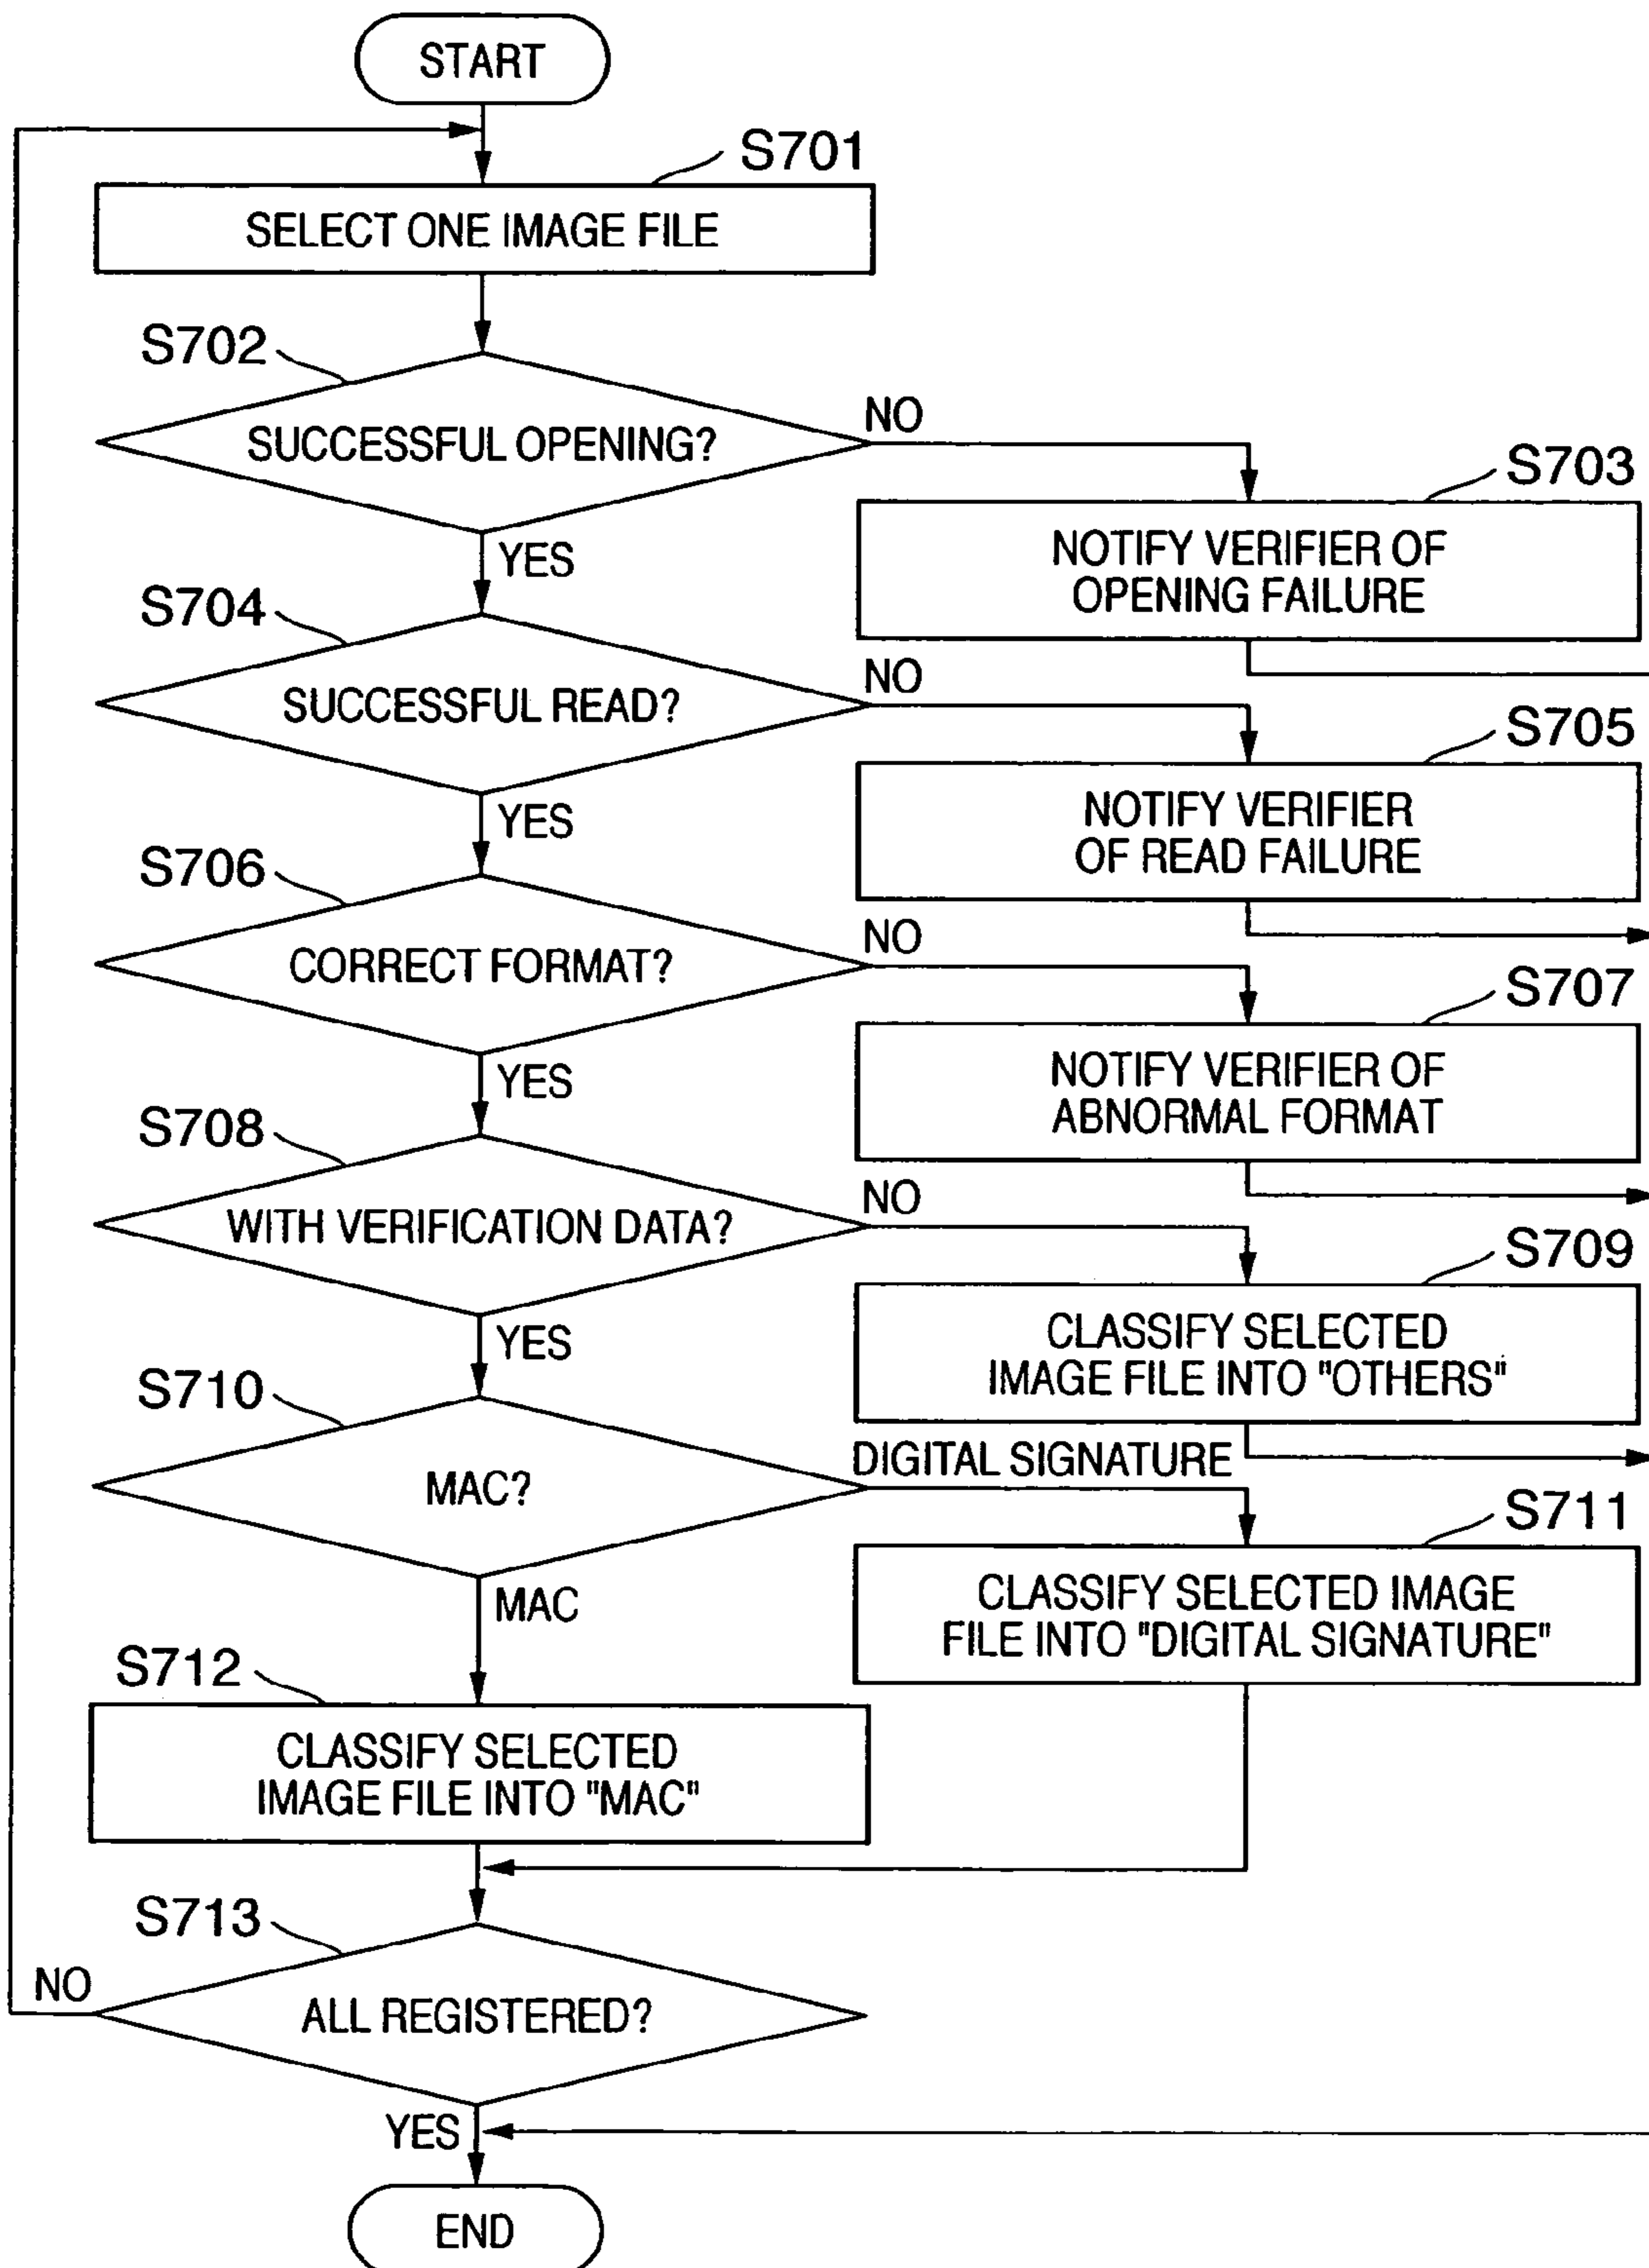 START
S701
SELECT ONE IMAGE FILE
S702
SUCCESSFUL OPENING?
NO
S703
NOTIFY VERIFIER OF
OPENING FAILURE
YES
S704
SUCCESSFUL READ?
NO
S705
NOTIFY VERIFIER
OF READ FAILURE
YES
S706
CORRECT FORMAT?
NO
S707
NOTIFY VERIFIER OF
ABNORMAL FORMAT
YES
S708
WITH VERIFICATION DATA?
NO
S709
CLASSIFY SELECTED
IMAGE FILE INTO "OTHERS"
YES
S710
MAC?
DIGITAL SIGNATURE
S711
CLASSIFY SELECTED IMAGE
FILE INTO "DIGITAL SIGNATURE"
MAC
S712
CLASSIFY SELECTED
IMAGE FILE INTO "MAC"
S713
ALL REGISTERED?
NO
YES
END